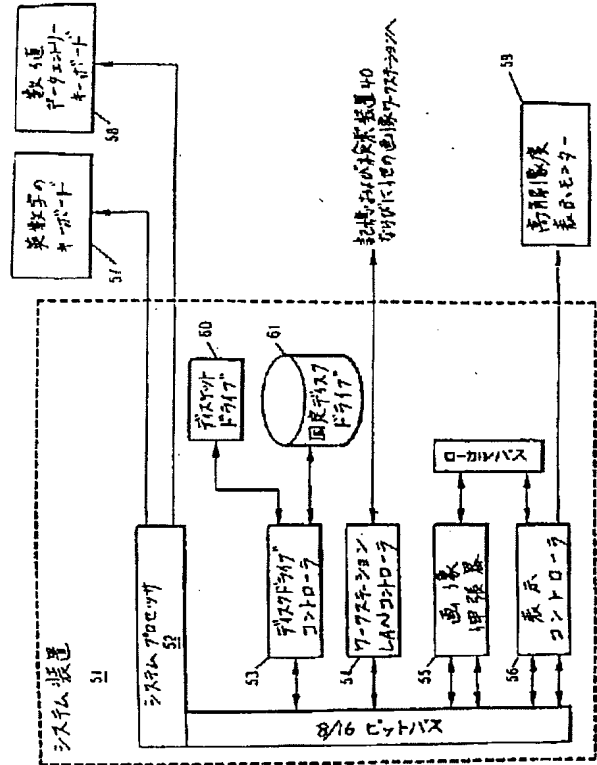 システム装置
51
システムプロセッサ
52
8/16 ビットバス
ディスクドライブ
コントローラ
53
ワークステーション
LANコントローラ
54
画像
伸張器
55
表示
コントローラ
56
ローカルバス
ディスケット
ドライブ
60
固定ディスク
ドライブ
61
英数字の
キーボード
57
数値
データエントリー
キーボード
58
記憶および検索装置40
ならびに他の画像ワークステーションへ
高解像度
表示モニター
59